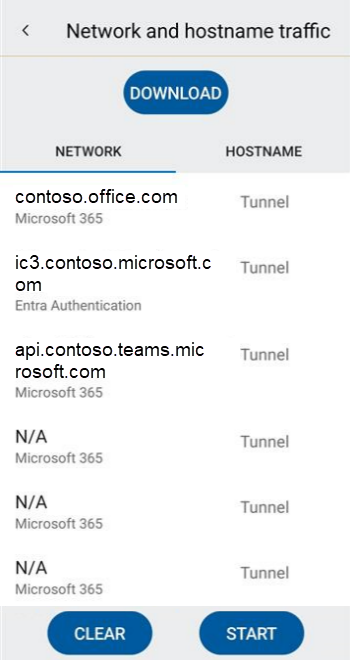 Network and hostname traffic
DOWNLOAD
NETWORK HOSTNAME
contoso.office.com Tunnel
Microsoft 365
ic3.contoso.microsoft.c Tunnel
om
Entra Authentication
api.contoso.teams.mic Tunnel
rosoft.com
Microsoft 365
N/A Tunnel
Microsoft 365
N/A Tunnel
Microsoft 365
N/A Tunnel
Microsoft 365
CLEAR START